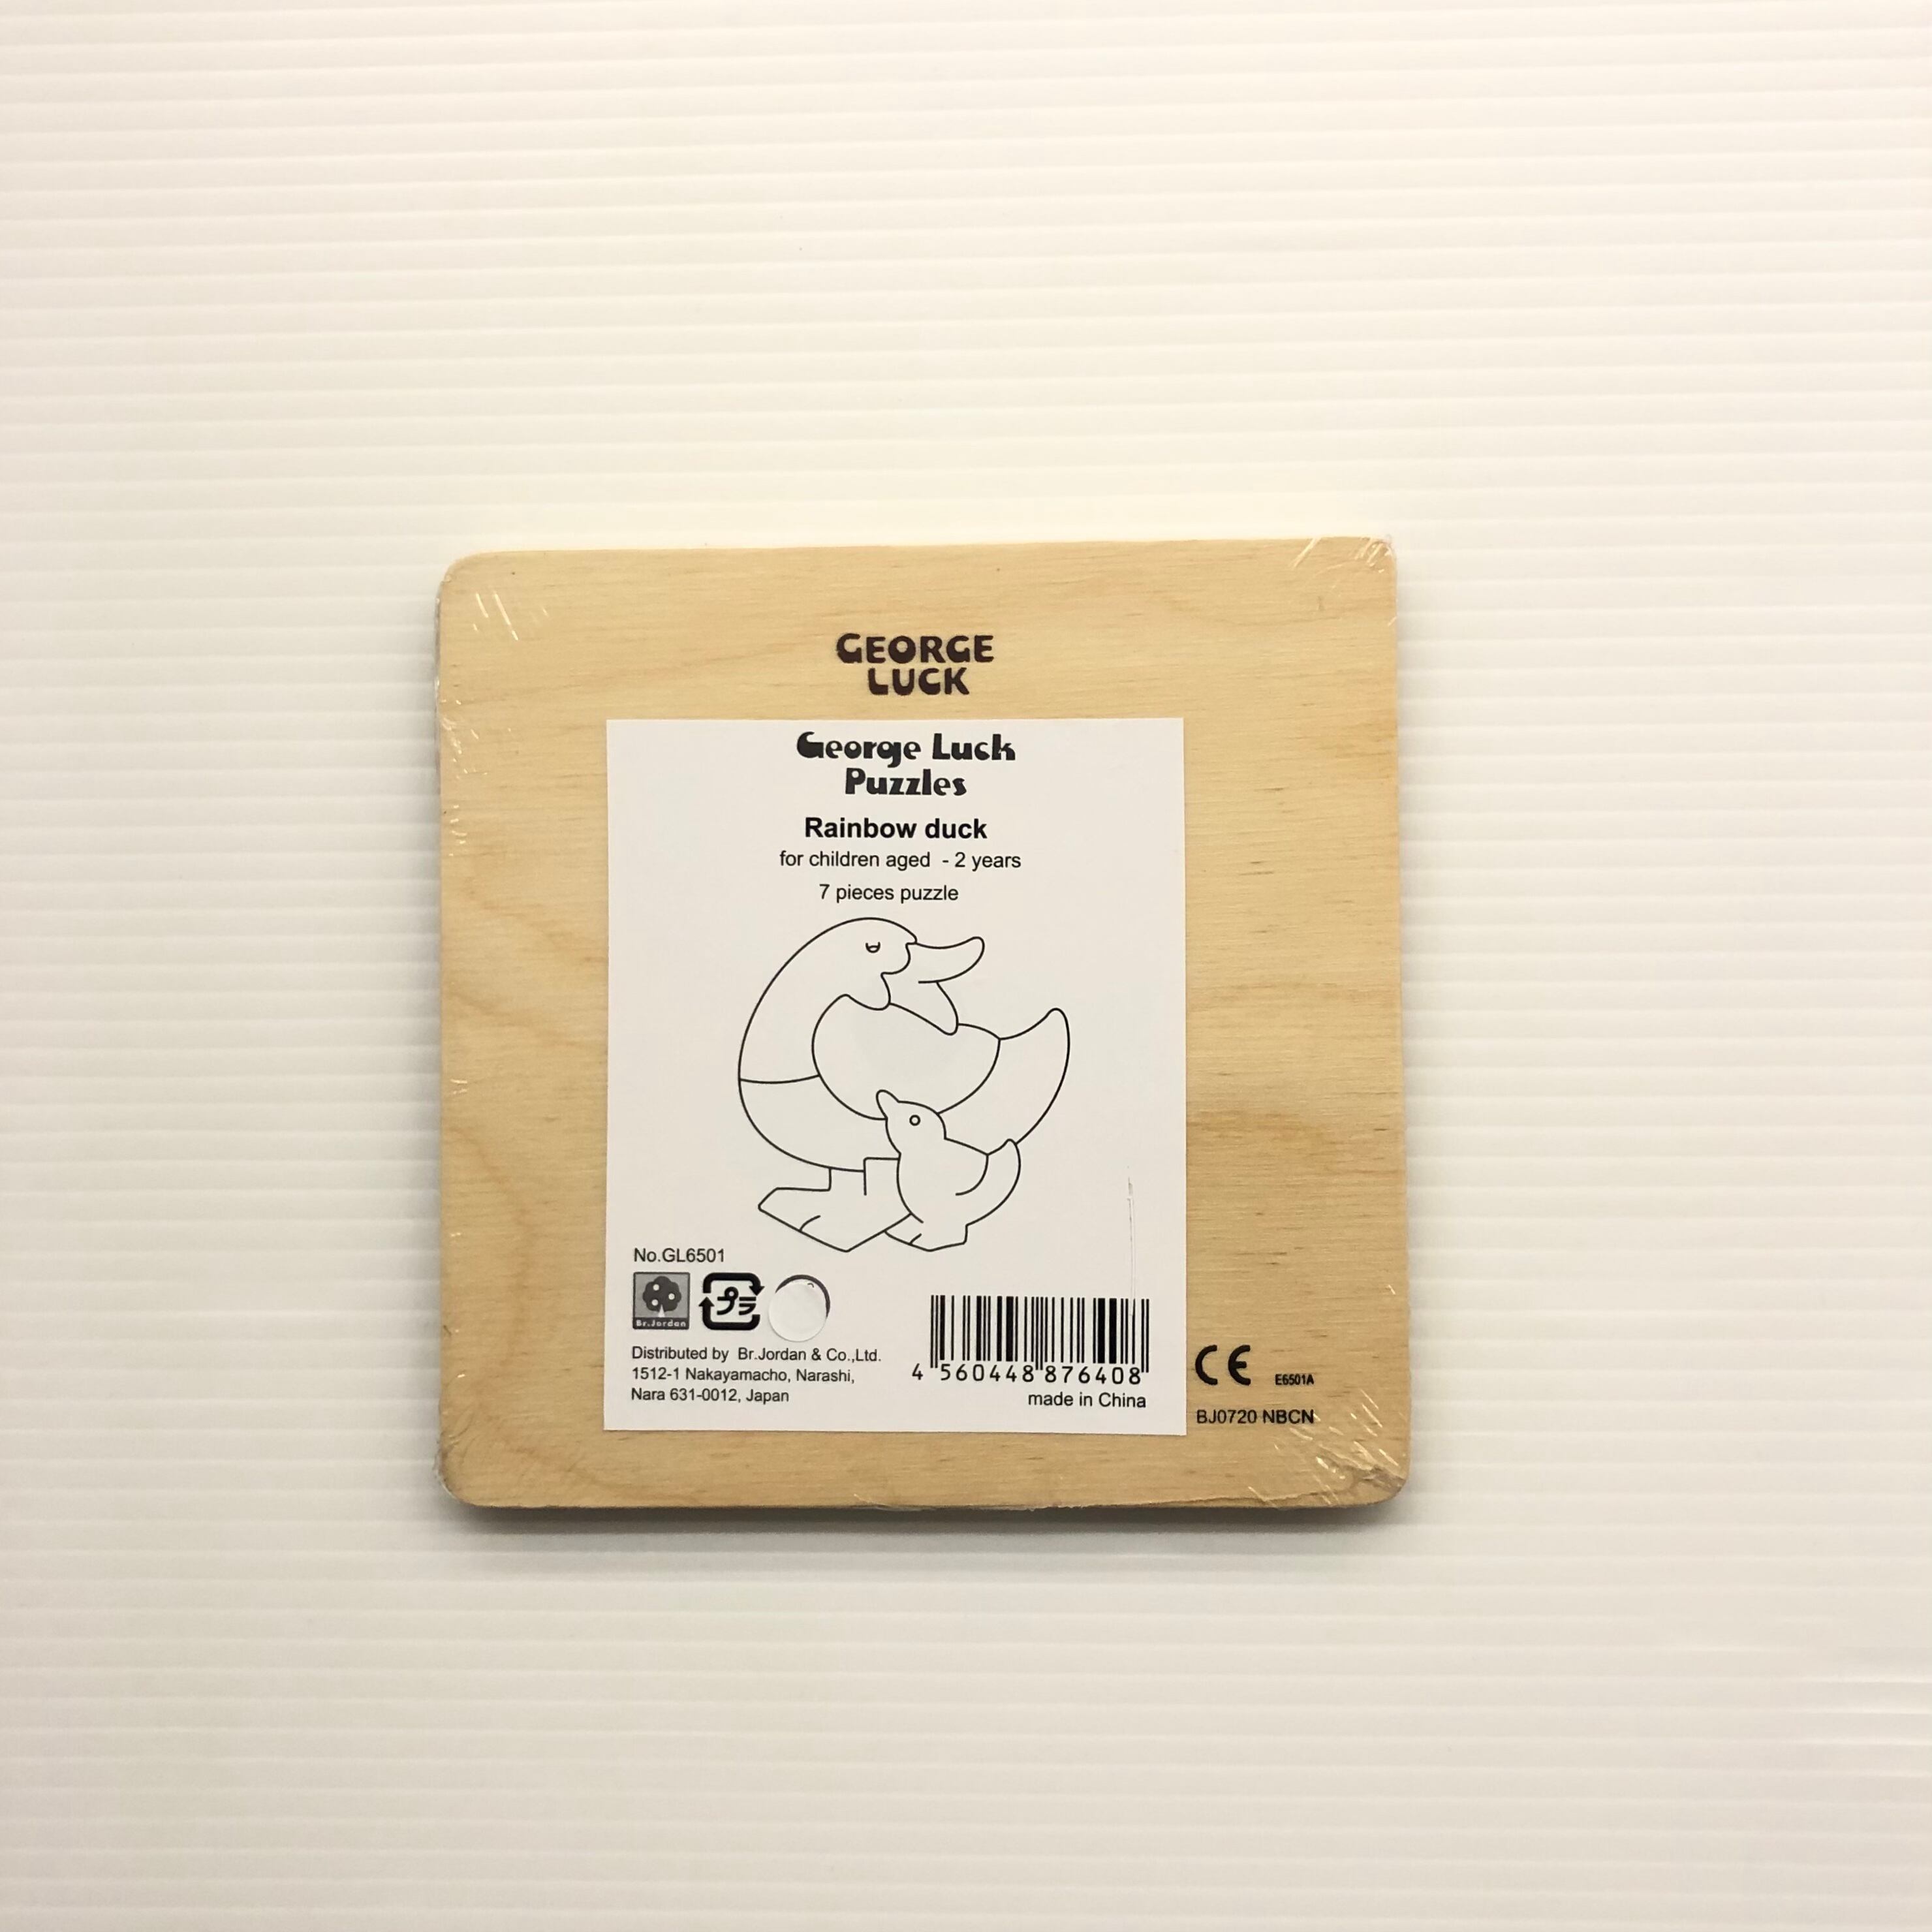 GEORGE
LUCK
George Luck
Puzzles
Rainbow duck
for children aged - 2 years
7 pieces puzzle
No.GL6501
Br.Jordan
プラ
Distributed by Br.Jordan & Co.,Ltd.
1512-1 Nakayamacho, Narashi,
Nara 631-0012, Japan
4 560448 876408
made in China
CE E6501A
BJ0720 NBCN